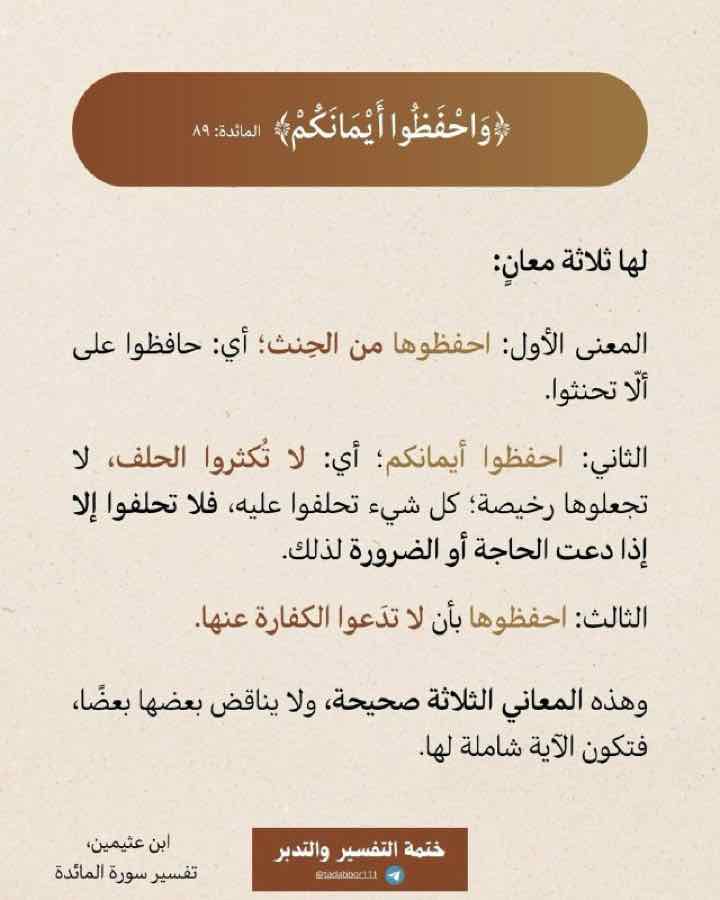 ﴿وَاحْفَظُوا أَيْمَانَكُمْ﴾ المائدة: ٨٩
لها ثلاثة معانٍ:
المعنى الأول: احفظوها من الحِنث؛ أي: حافظوا على
ألّا تحنثوا.
الثاني: احفظوا أيمانكم؛ أي: لا تُكثروا الحلف، لا
تجعلوها رخيصة؛ كل شيء تحلفوا عليه، فلا تحلفوا إلا
إذا دعت الحاجة أو الضرورة لذلك.
الثالث: احفظوها بأن لا تدَعوا الكفارة عنها.
وهذه المعاني الثلاثة صحيحة، ولا يناقض بعضها بعضًا،
فتكون الآية شاملة لها.
ختمة التفسير والتدبر
@tadabbor111
ابن عثيمين،
تفسير سورة المائدة